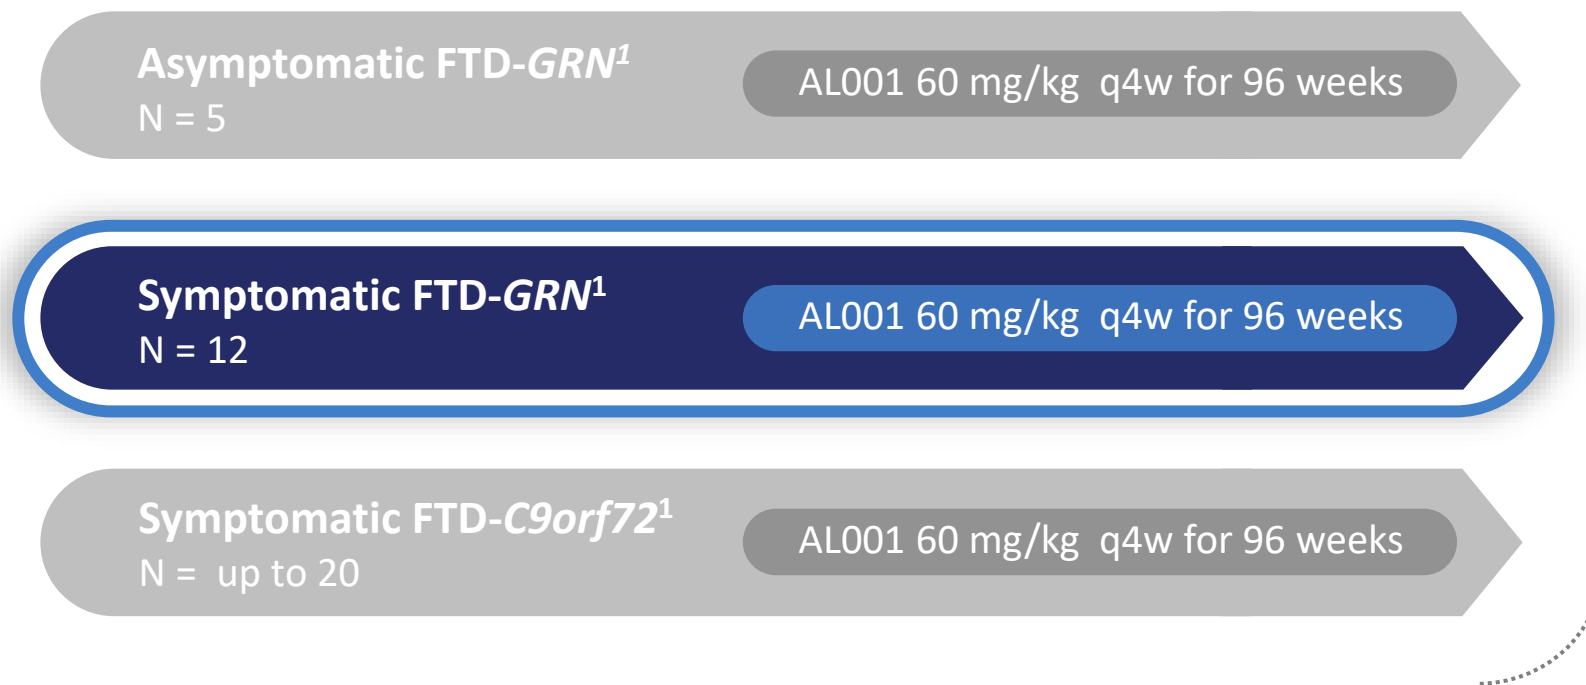 Asymptomatic FTD-GRN¹
N = 5
AL001 60 mg/kg q4w for 96 weeks
Symptomatic FTD-GRN¹
N = 12
AL001 60 mg/kg q4w for 96 weeks
Symptomatic FTD-C9orf72¹
N = up to 20
AL001 60 mg/kg q4w for 96 weeks